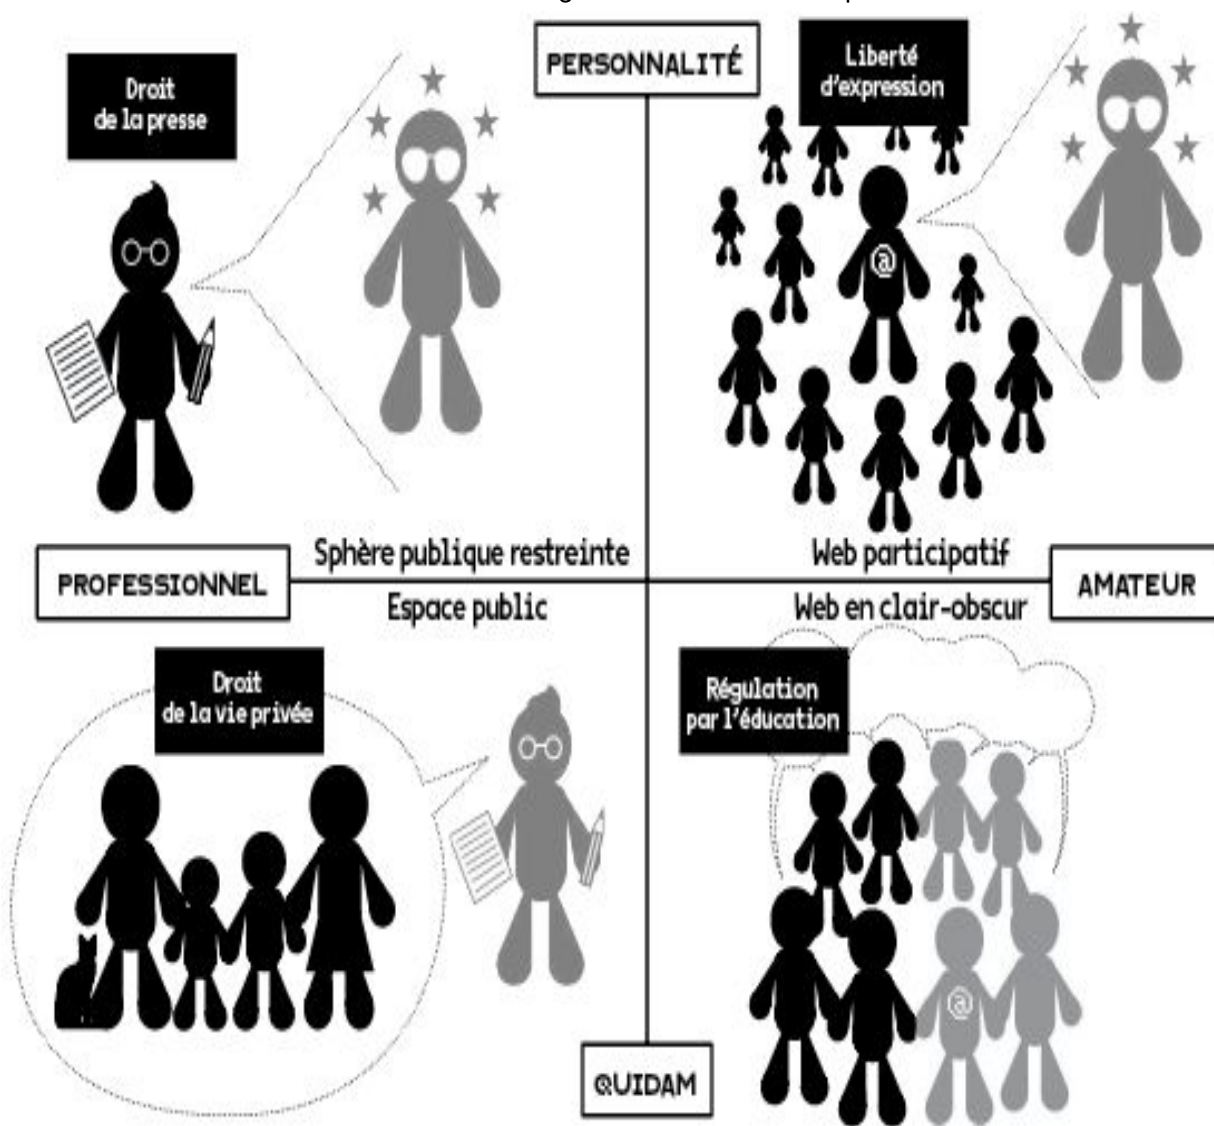 PERSONNALITÉ
Droit
de la presse
Liberté
d'expression
@
Sphère publique restreinte
Web participatif
PROFESSIONNEL
AMATEUR
Espace public
Web en clair-obscur
Droit
de la vie privée
Régulation
par l'éducation
@
QUIDAM